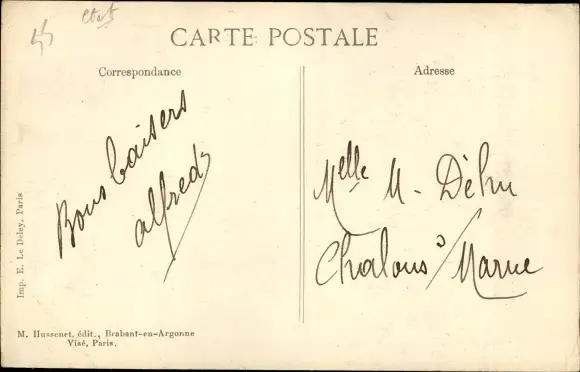 CARTE POSTALE
Correspondance
Adresse
Bons baisers
alfred
Melle M. Dèhu
Chalons s/ Marne
Imp. E. Le Deley, Paris
M. Hussenet, édit., Brabant-en-Argonne
Visé, Paris.